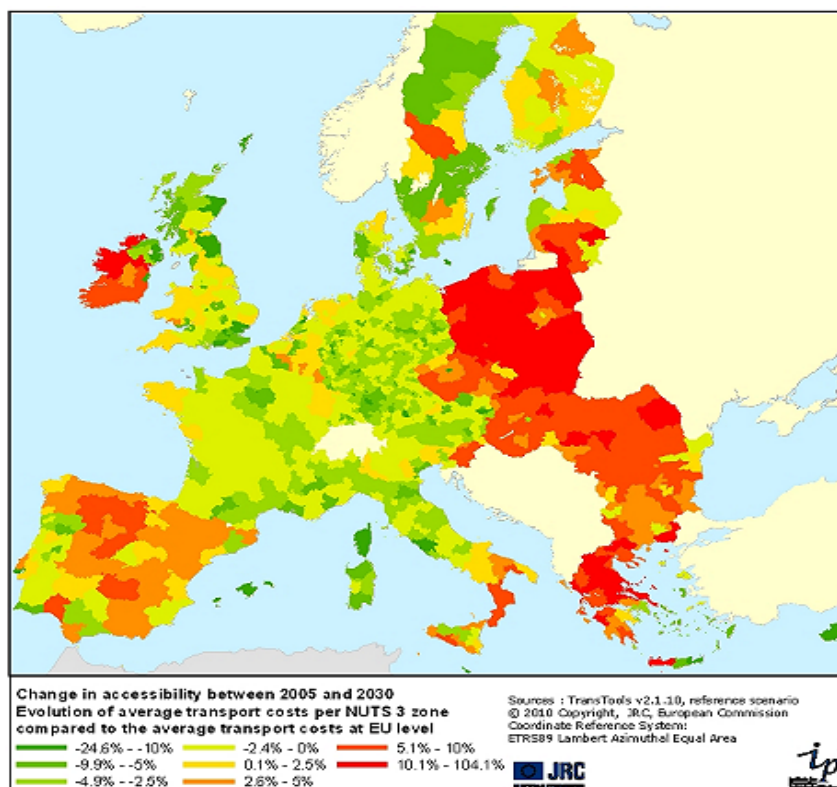 Change in accessibility between 2005 and 2030
Evolution of average transport costs per NUTS 3 zone
compared to the average transport costs at EU level
-24.6% - -10%
-9.9% - -5%
-4.9% - -2.5%
-2.4% - 0%
0.1% - 2.5%
2.6% - 5%
5.1% - 10%
10.1% - 104.1%
Sources : TransTools v2.1.10, reference scenario
© 2010 Copyright, JRC, European Commission
Coordinate Reference System:
ETRS89 Lambert Azimuthal Equal Area
JRC
ip